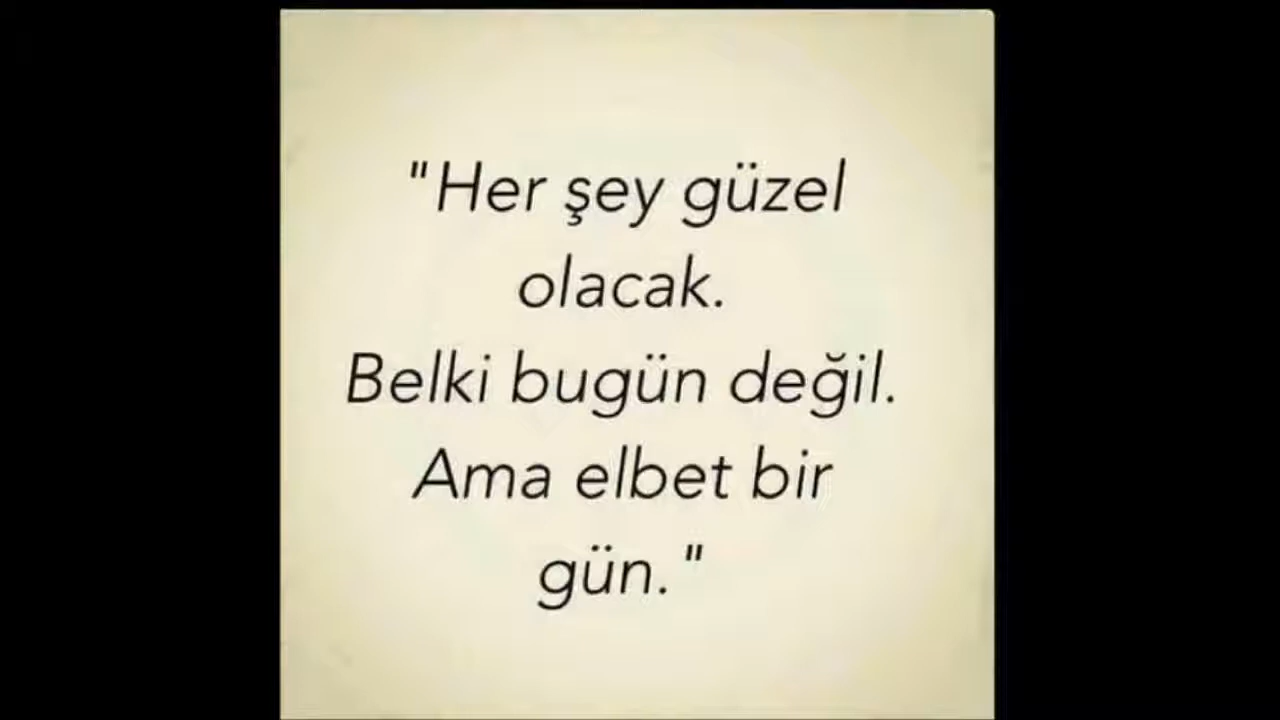 "Her şey güzel
olacak.
Belki bugün değil.
Ama elbet bir
gün."